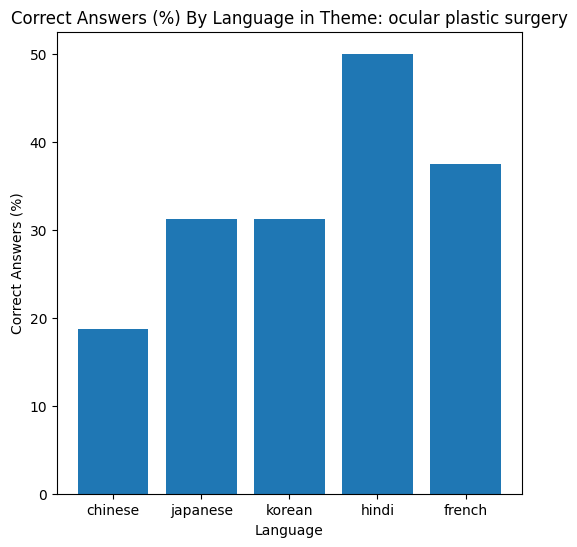 Correct Answers (%) By Language in Theme: ocular plastic surgery
Correct Answers (%)
50
40
30
20
10
0
chinese japanese korean hindi french
Language